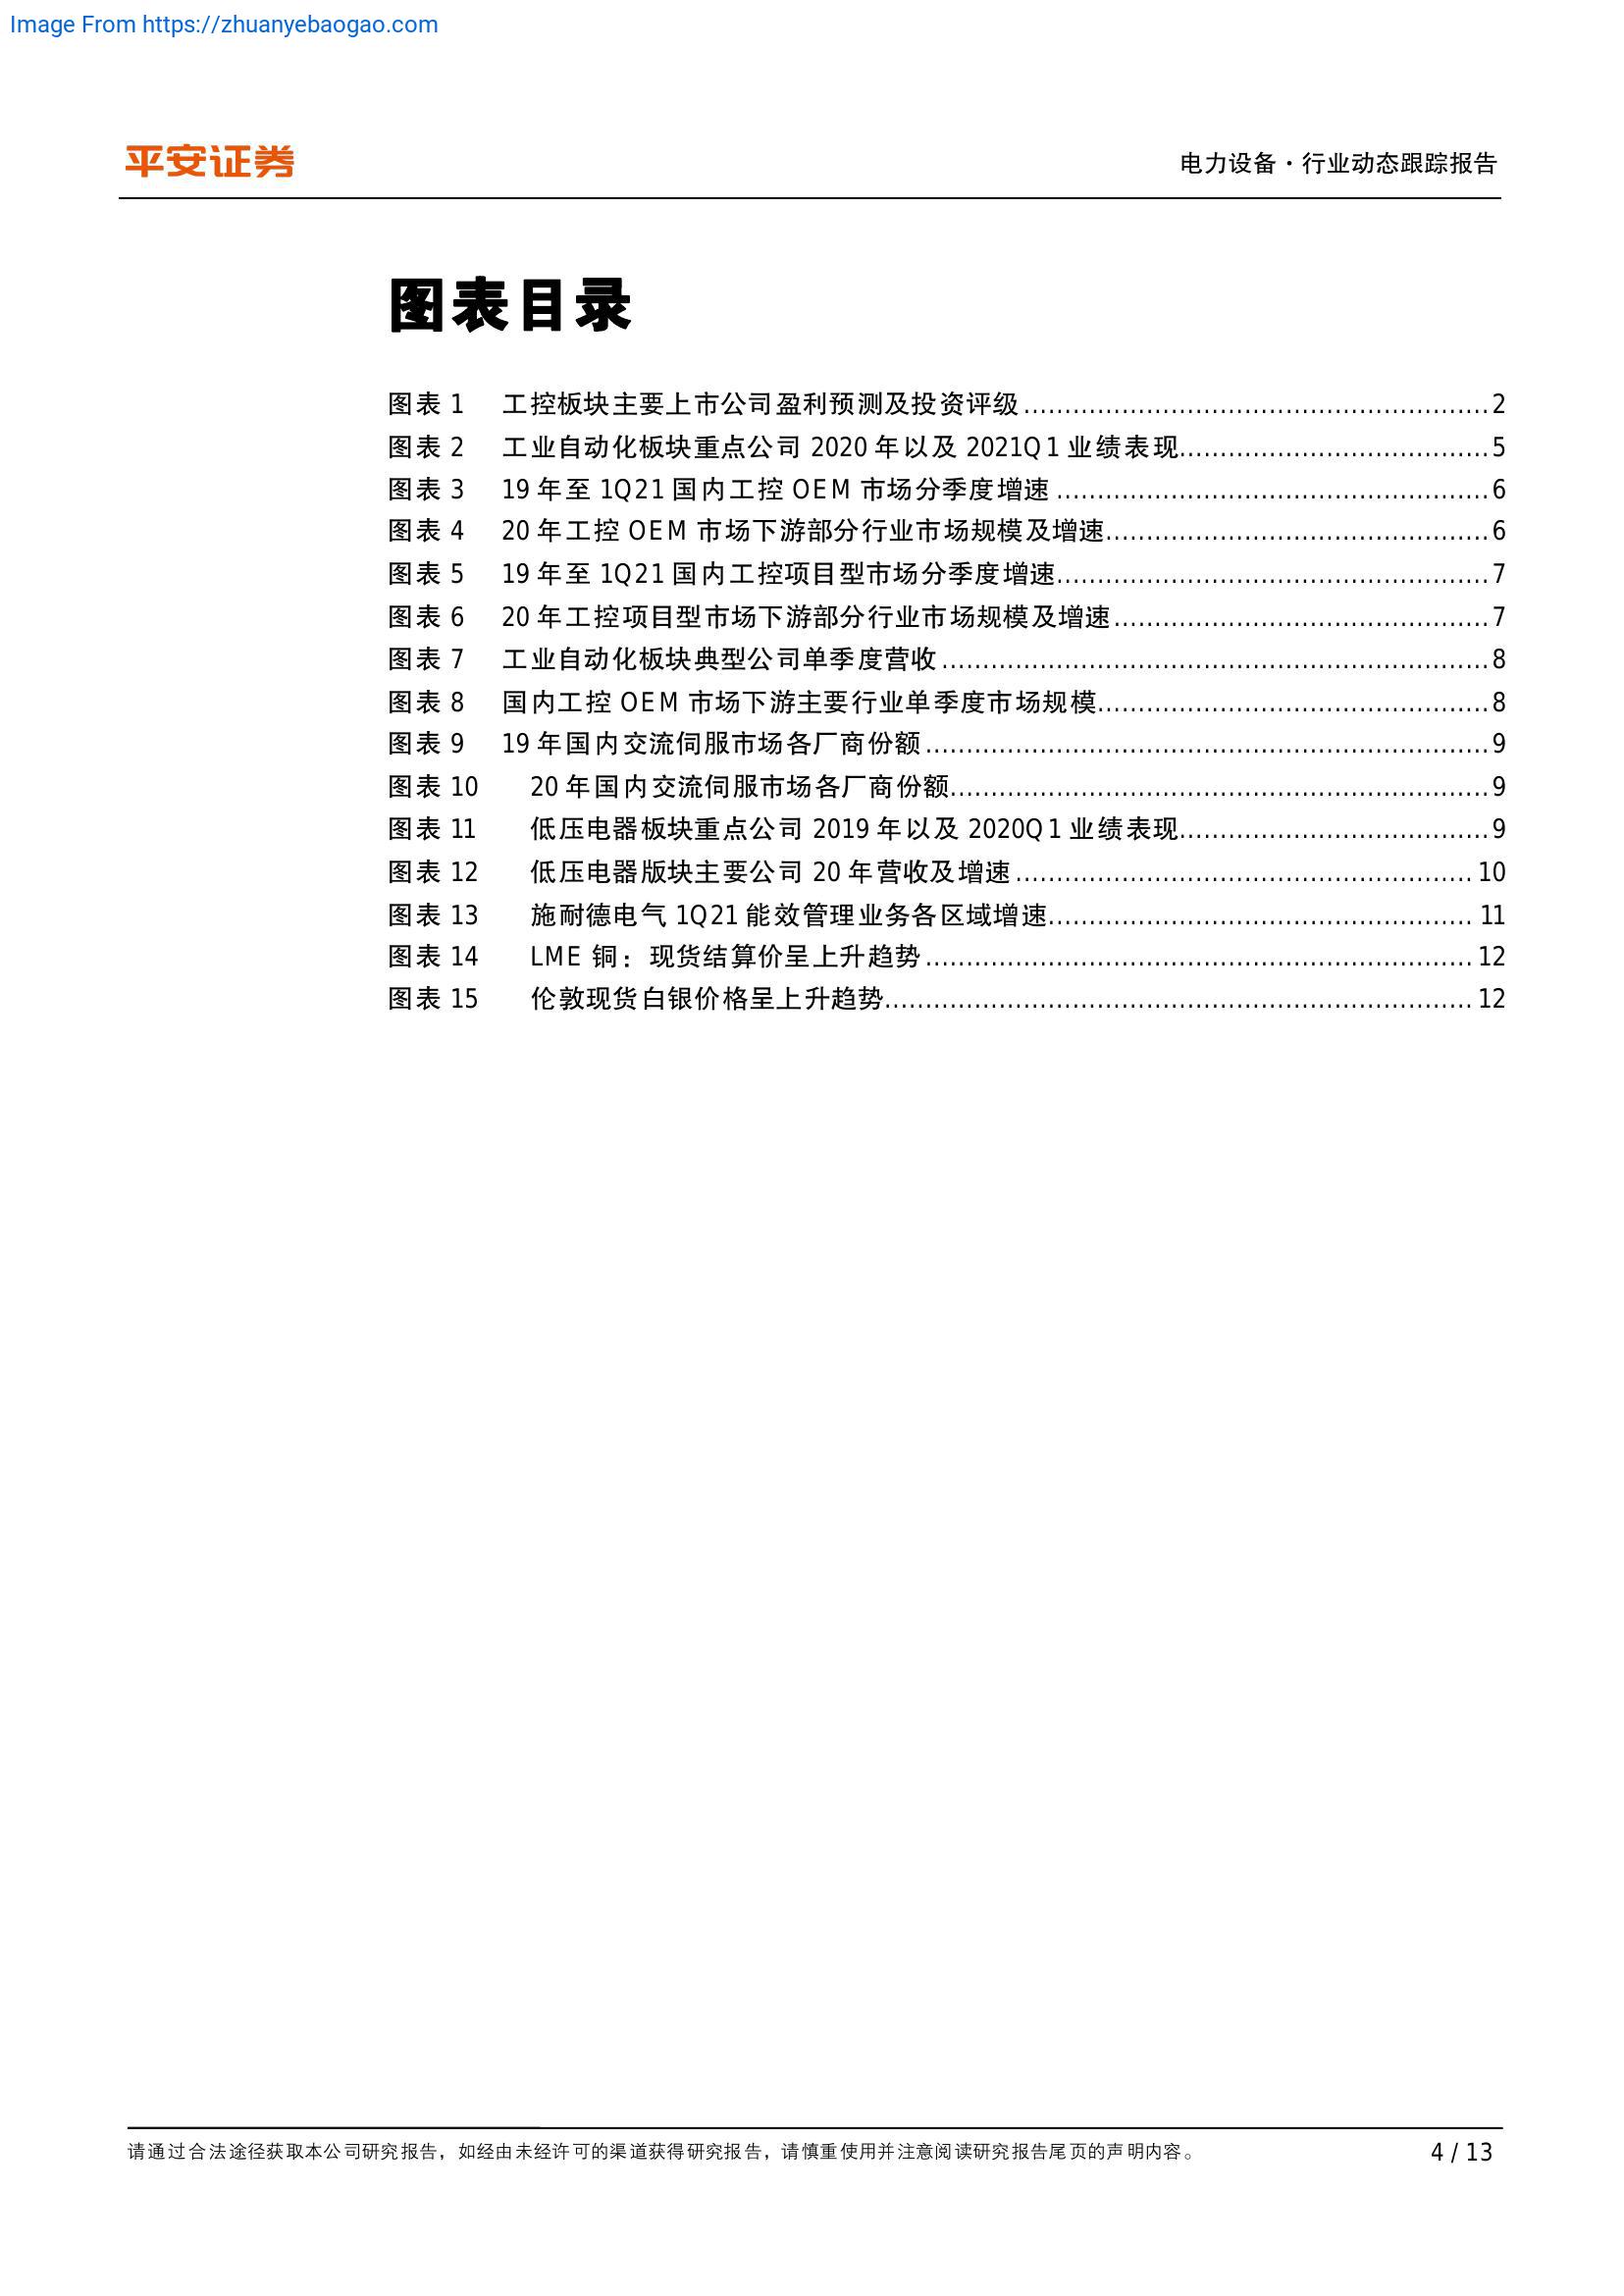 Image From https://zhuanyebaogao.com
平安证券
电力设备·行业动态跟踪报告
图表目录
图表 1 工控板块主要上市公司盈利预测及投资评级 2
图表 2 工业自动化板块重点公司 2020 年以及 2021Q1 业绩表现 5
图表 3 19 年至 1Q21 国内工控 OEM 市场分季度增速 6
图表 4 20 年工控 OEM 市场下游部分行业市场规模及增速 6
图表 5 19 年至 1Q21 国内工控项目型市场分季度增速 7
图表 6 20 年工控项目型市场下游部分行业市场规模及增速 7
图表 7 工业自动化板块典型公司单季度营收 8
图表 8 国内工控 OEM 市场下游主要行业单季度市场规模 8
图表 9 19 年国内交流伺服市场各厂商份额 9
图表 10 20 年国内交流伺服市场各厂商份额 9
图表 11 低压电器板块重点公司 2019 年以及 2020Q1 业绩表现 9
图表 12 低压电器版块主要公司 20 年营收及增速 10
图表 13 施耐德电气 1Q21 能效管理业务各区域增速 11
图表 14 LME 铜：现货结算价呈上升趋势 12
图表 15 伦敦现货白银价格呈上升趋势 12
请通过合法途径获取本公司研究报告，如经由未经许可的渠道获得研究报告，请慎重使用并注意阅读研究报告尾页的声明内容。
4 / 13